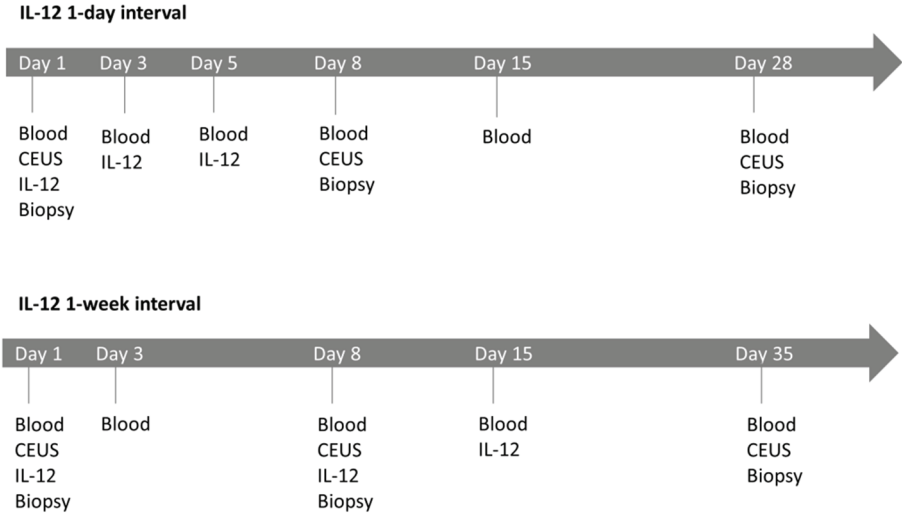 IL-12 1-day interval
Day 1 Day 3 Day 5 Day 8 Day 15 Day 28
Blood Blood Blood Blood Blood Blood
CEUS IL-12 IL-12 CEUS CEUS
IL-12 Biopsy Biopsy
Biopsy
IL-12 1-week interval
Day 1 Day 3 Day 8 Day 15 Day 35
Blood Blood Blood Blood Blood
CEUS CEUS IL-12 CEUS
IL-12 IL-12 Biopsy
Biopsy Biopsy